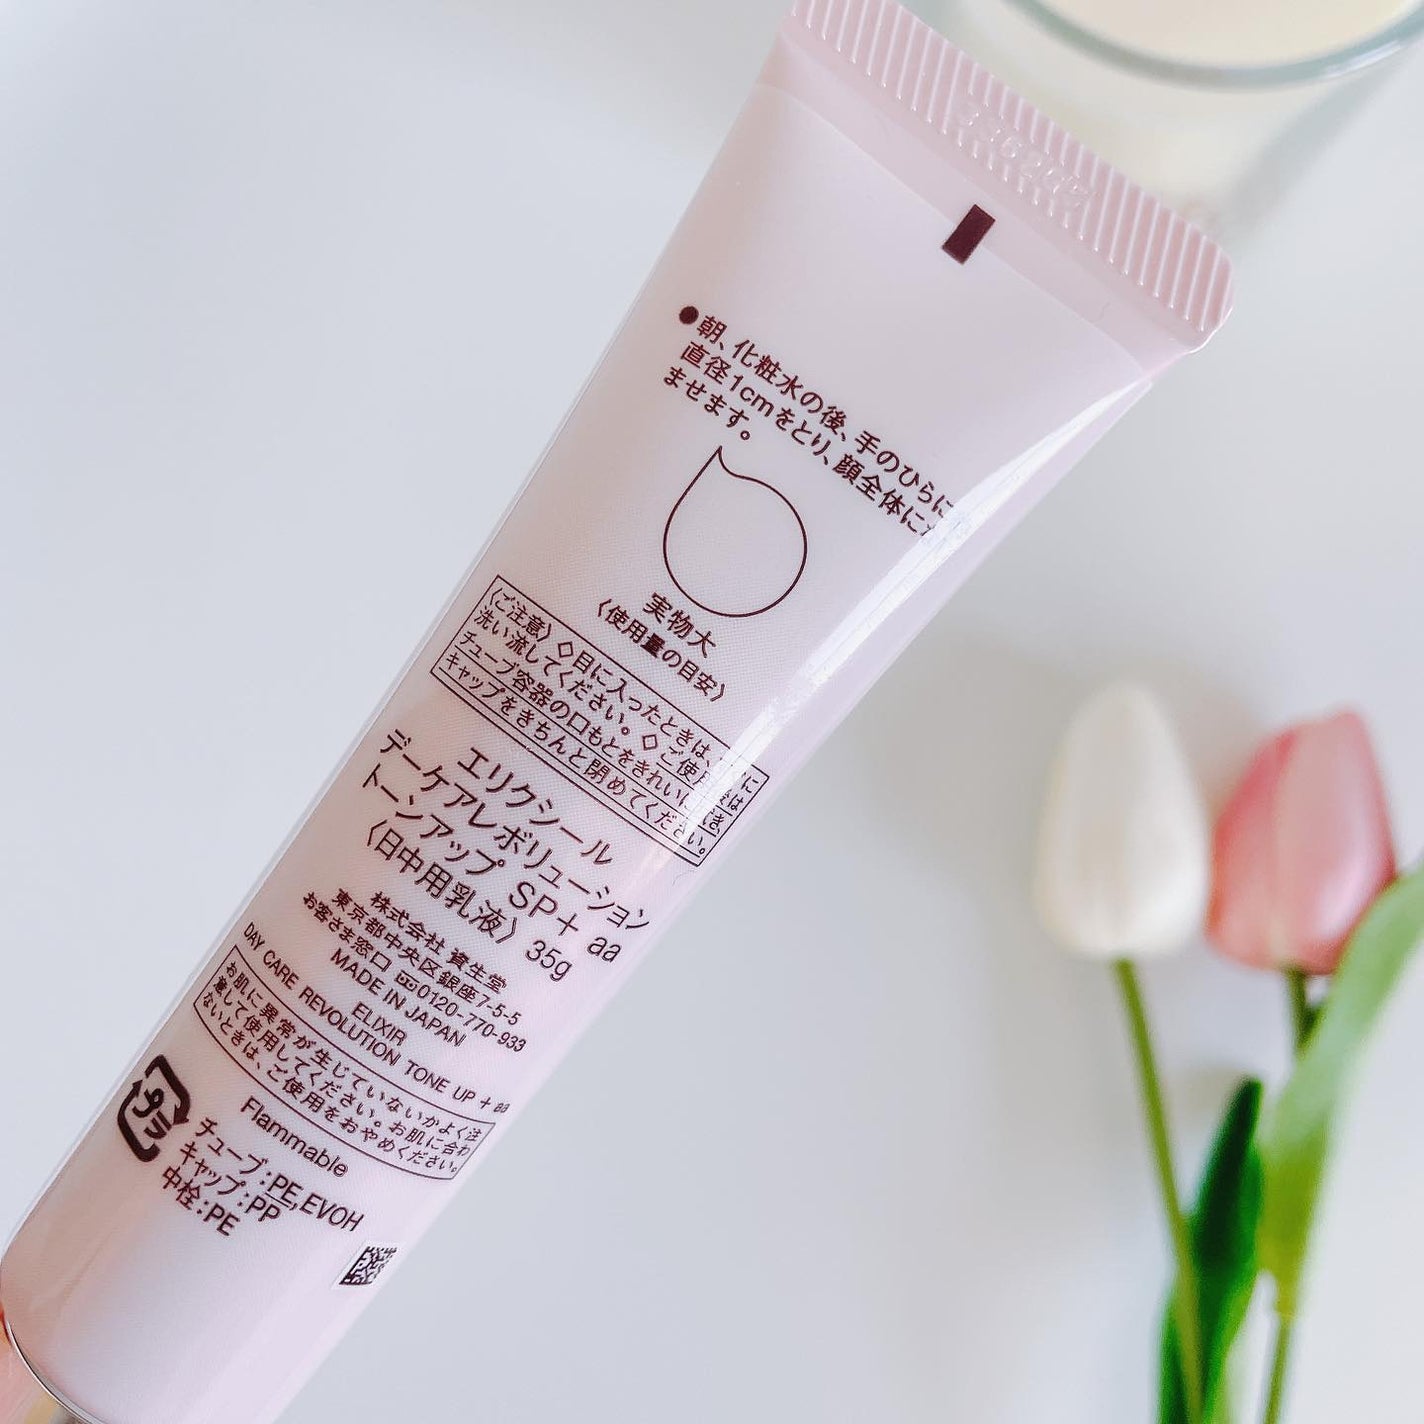 ●朝、化粧水の後、手のひらに
直径1cmをとり、顔全体に
ませます。
実物大
〈使用量の目安〉
〈ご注意〉◇目に入ったときは、
洗い流してください。◇ご使用後は
チューブ容器の口もとをきれいに
キャップをきちんと閉めてください。
エリクシール
デーケアレボリューション
トーンアップ SP+ aa
〈日中用乳液〉 35g
株式会社 資生堂
東京都中央区銀座7-5-5
お客さま窓口 0120-770-933
MADE IN JAPAN
ELIXIR
DAY CARE REVOLUTION TONE UP + aa
お肌に異常が生じていないかよく注
意して使用してください。お肌に合わ
ないときは、ご使用をおやめください。
Flammable
プラ
チューブ:PE,EVOH
キャップ:PP
中栓:PE